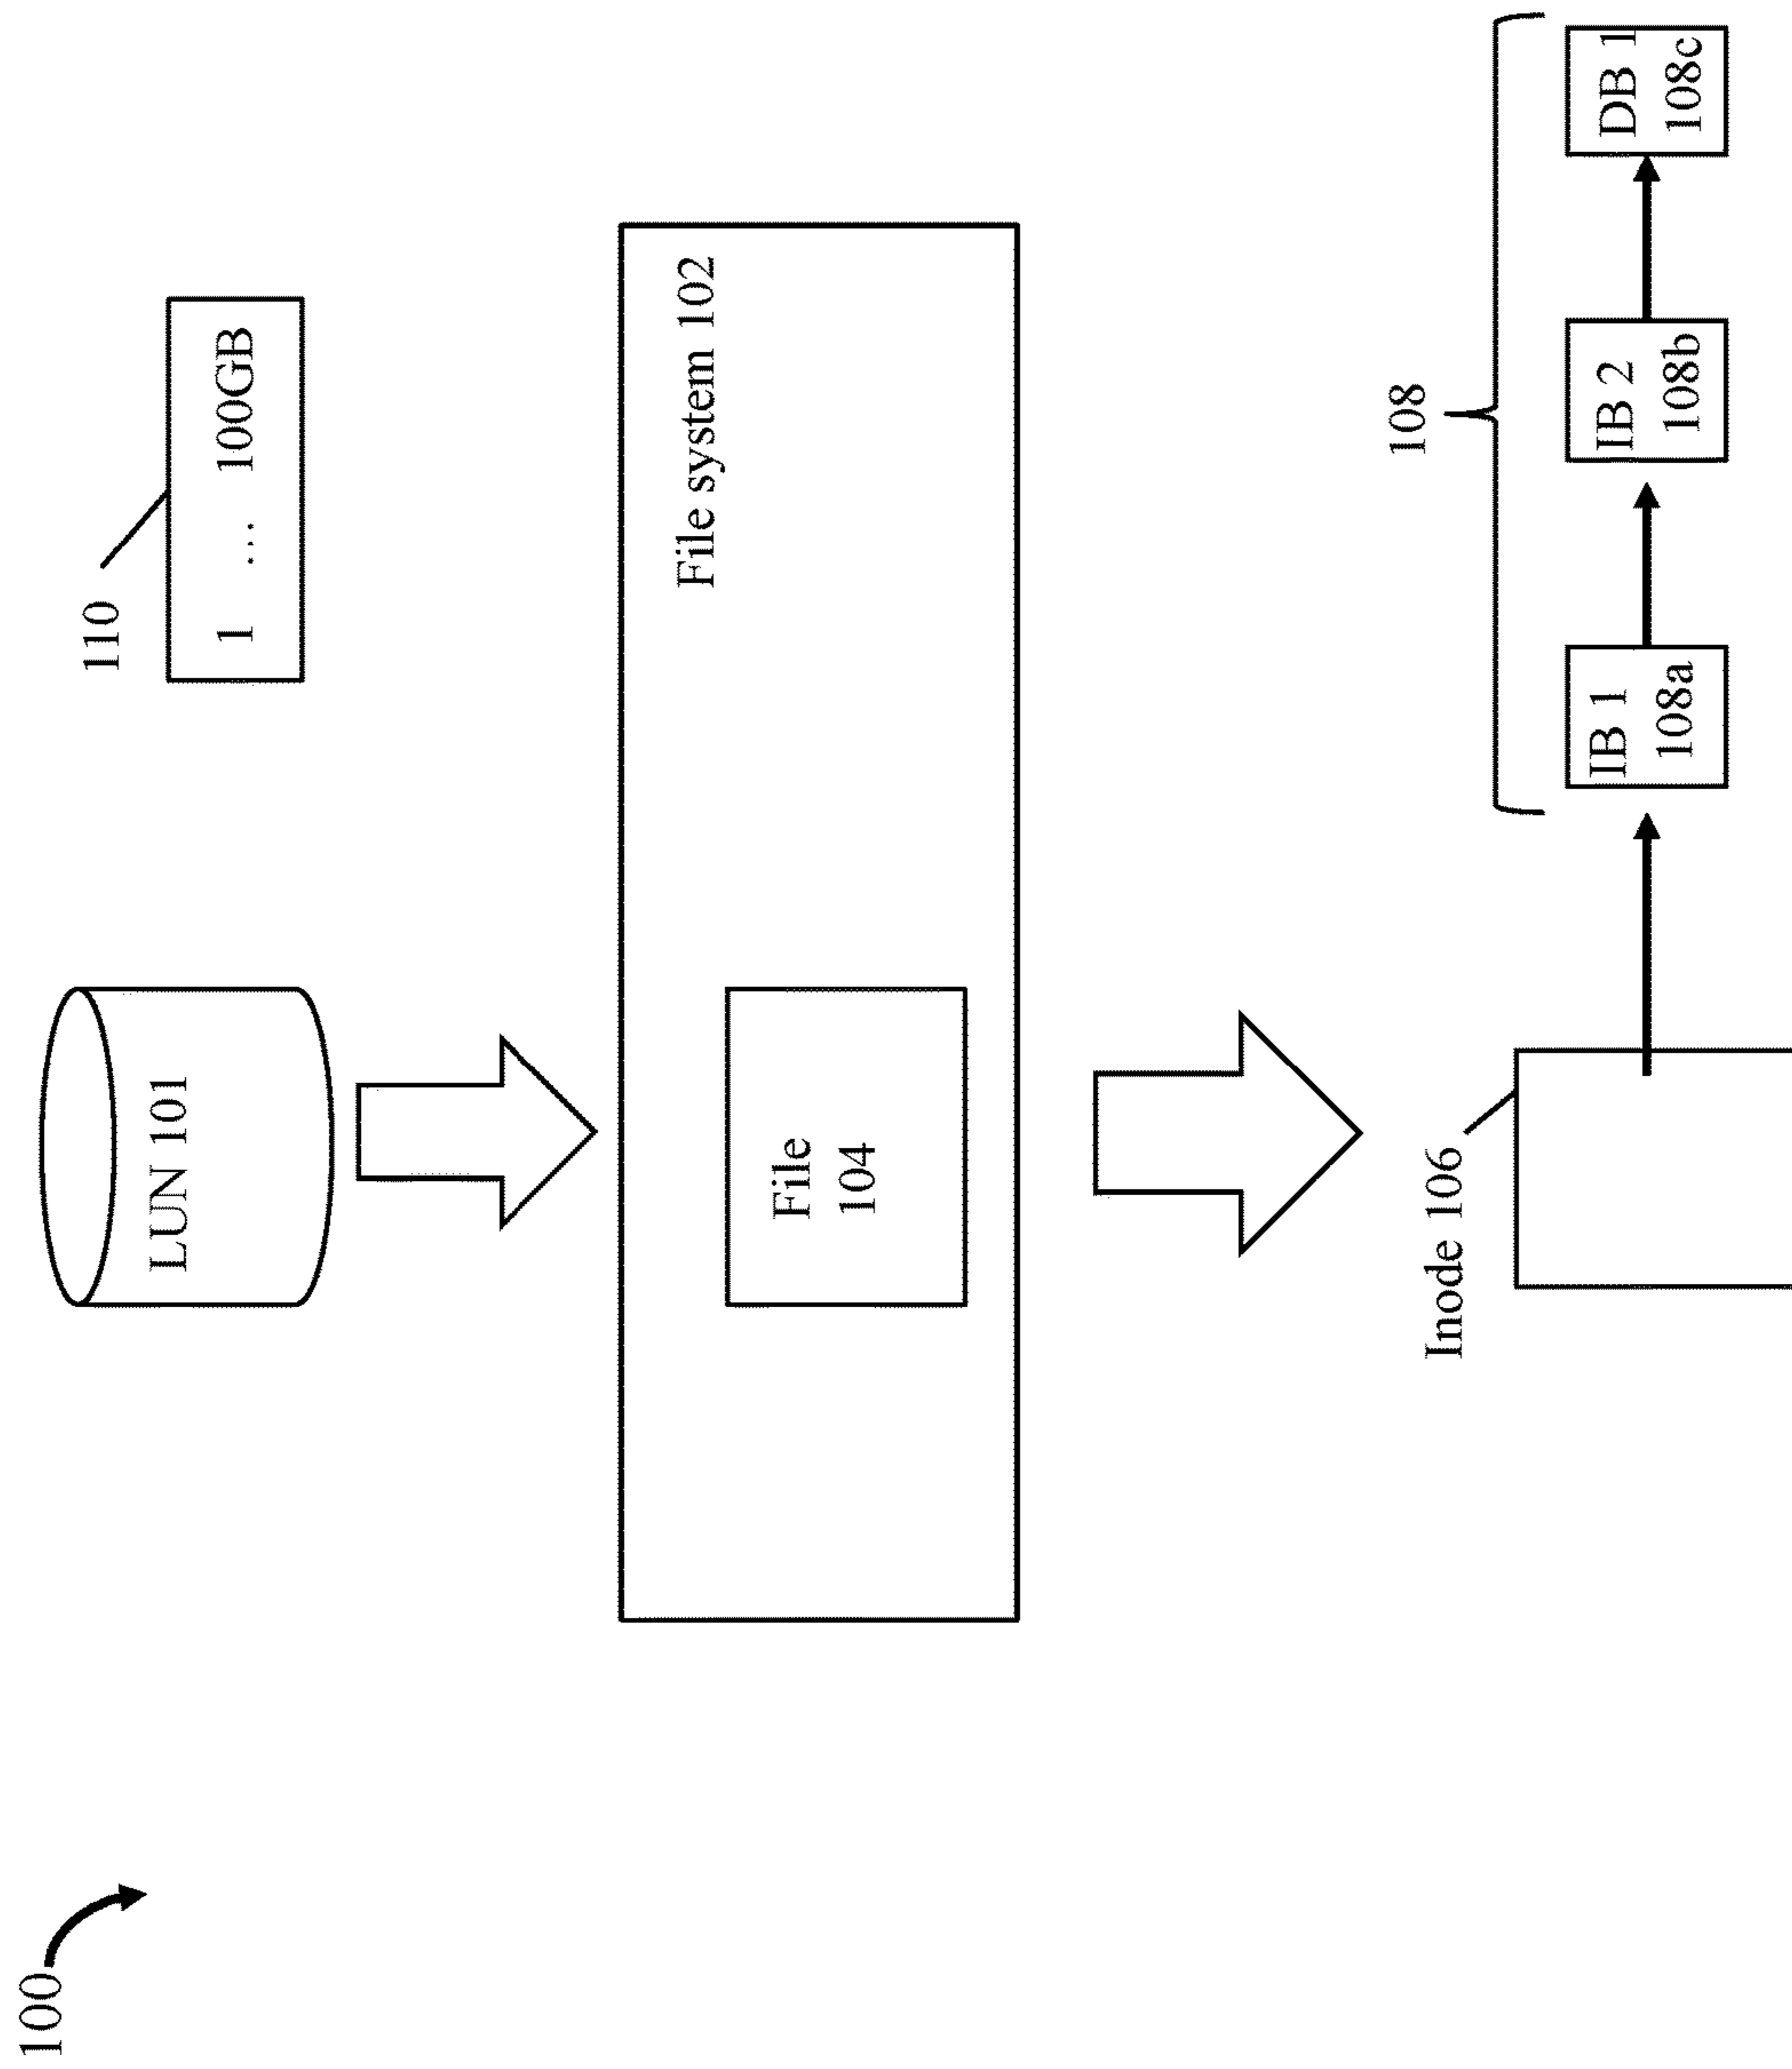 100
LUN 101
110
1 ... 100GB
File system 102
File
104
Inode 106
108
IB 1
108a
IB 2
108b
DB 1
108c